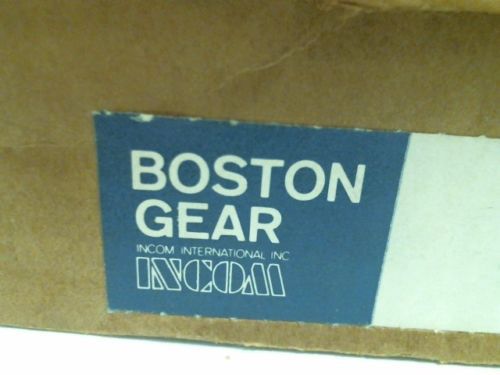 BOSTON
GEAR
INCOM INTERNATIONAL INC
INCOM